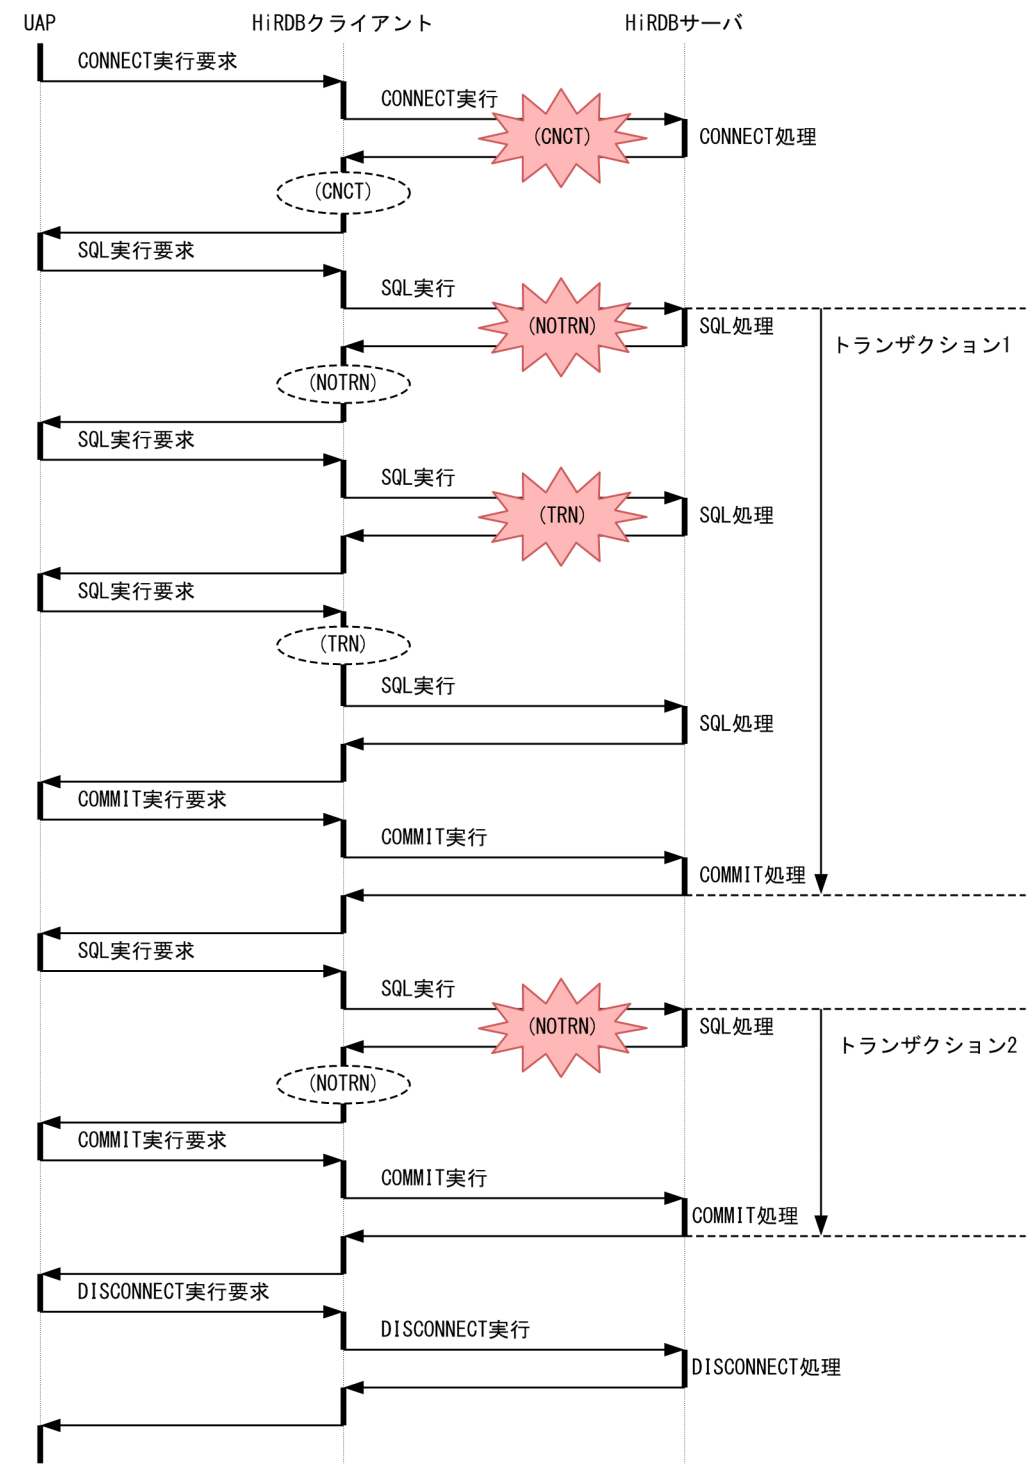 UAP
HiRDBクライアント
HiRDBサーバ
CONNECT実行要求
CONNECT実行
(CNCT)
CONNECT処理
(CNCT)
SQL実行要求
SQL実行
(NOTRN)
SQL処理
トランザクション1
(NOTRN)
SQL実行要求
SQL実行
(TRN)
SQL処理
SQL実行要求
(TRN)
SQL実行
SQL処理
COMMIT実行要求
COMMIT実行
COMMIT処理
SQL実行要求
SQL実行
(NOTRN)
SQL処理
トランザクション2
(NOTRN)
COMMIT実行要求
COMMIT実行
COMMIT処理
DISCONNECT実行要求
DISCONNECT実行
DISCONNECT処理